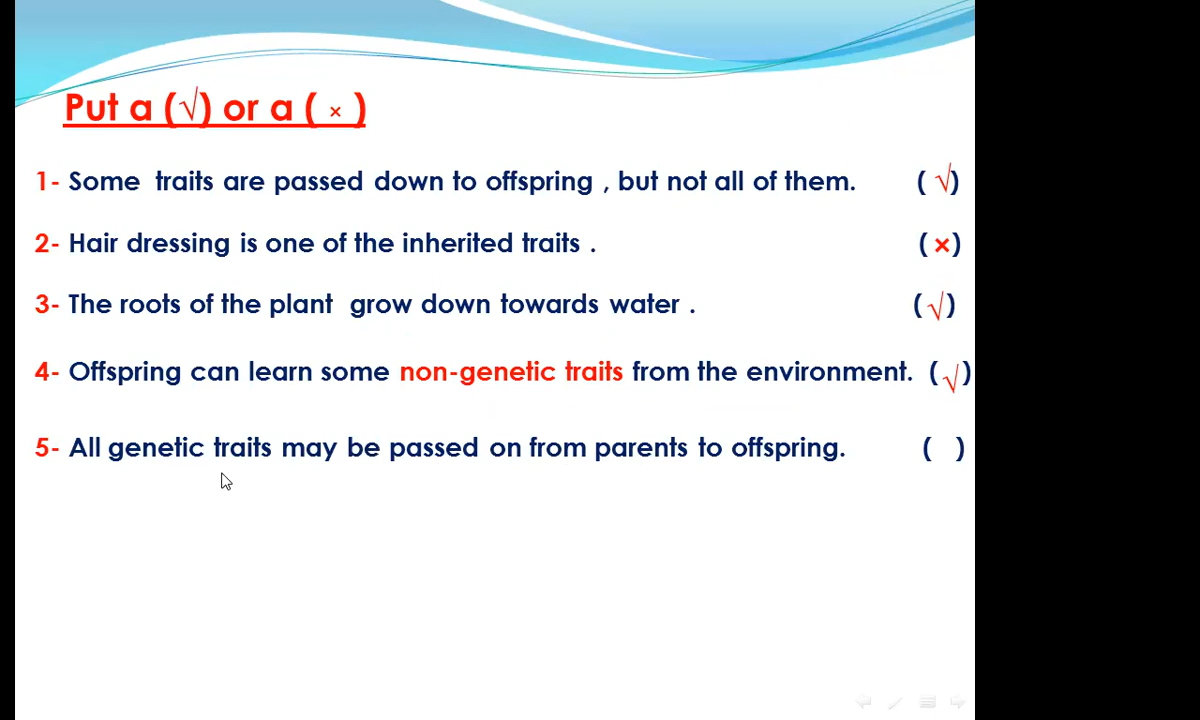 Put a (√) or a ( × )
1- Some traits are passed down to offspring , but not all of them. ( √)
2- Hair dressing is one of the inherited traits . ( ×)
3- The roots of the plant grow down towards water . ( √)
4- Offspring can learn some non-genetic traits from the environment. (√)
5- All genetic traits may be passed on from parents to offspring. ( )